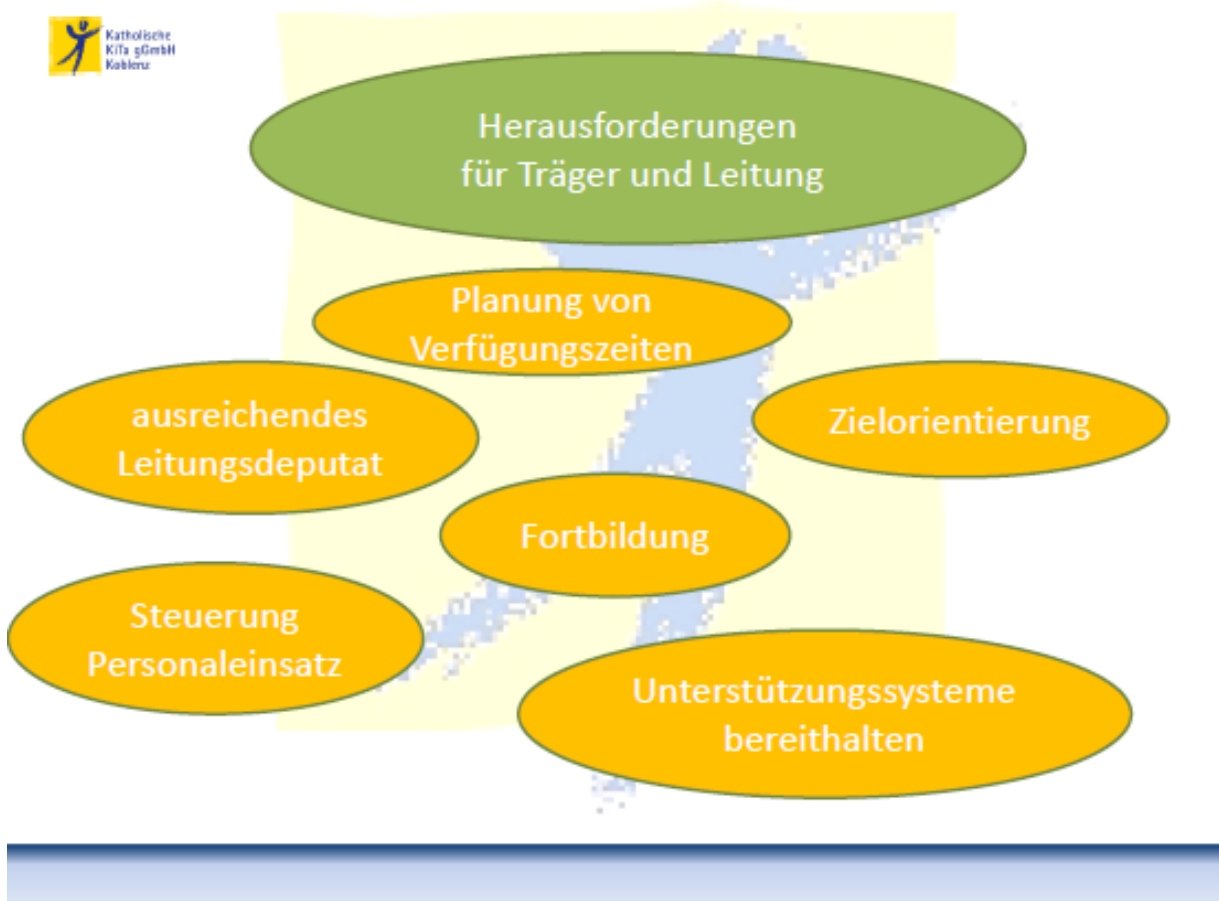 Katholische
KiTa gGmbH
Koblenz
Herausforderungen
für Träger und Leitung
Planung von
Verfügungszeiten
ausreichendes
Leitungsdeputat
Zielorientierung
Fortbildung
Steuerung
Personaleinsatz
Unterstützungssysteme
bereithalten